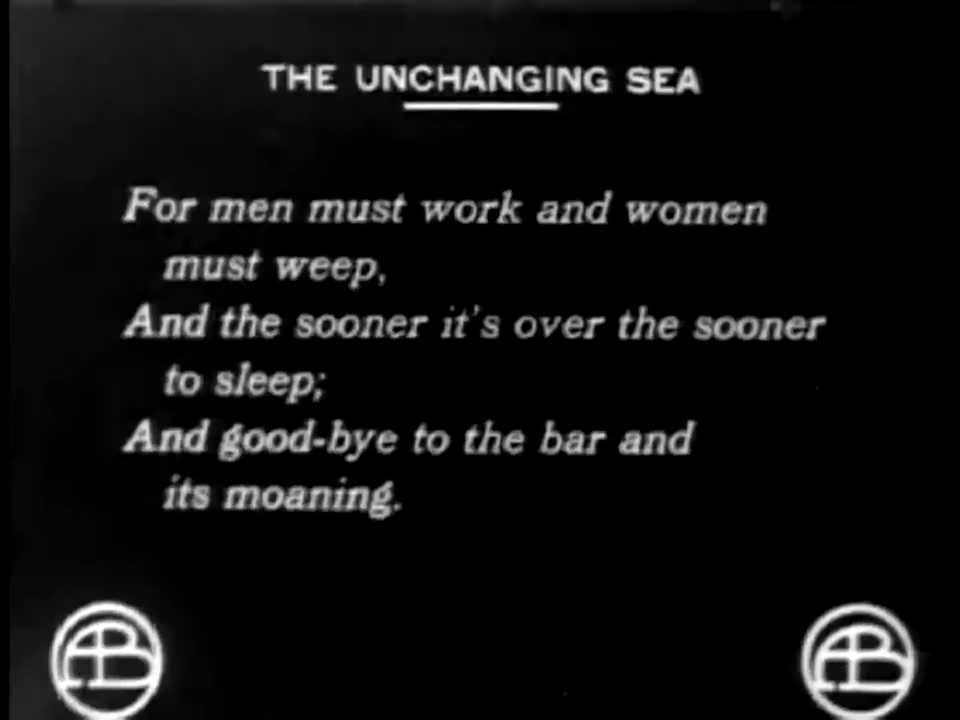 THE UNCHANGING SEA
For men must work and women
must weep,
And the sooner it's over the sooner
to sleep;
And good-bye to the bar and
its moaning.
AB
AB